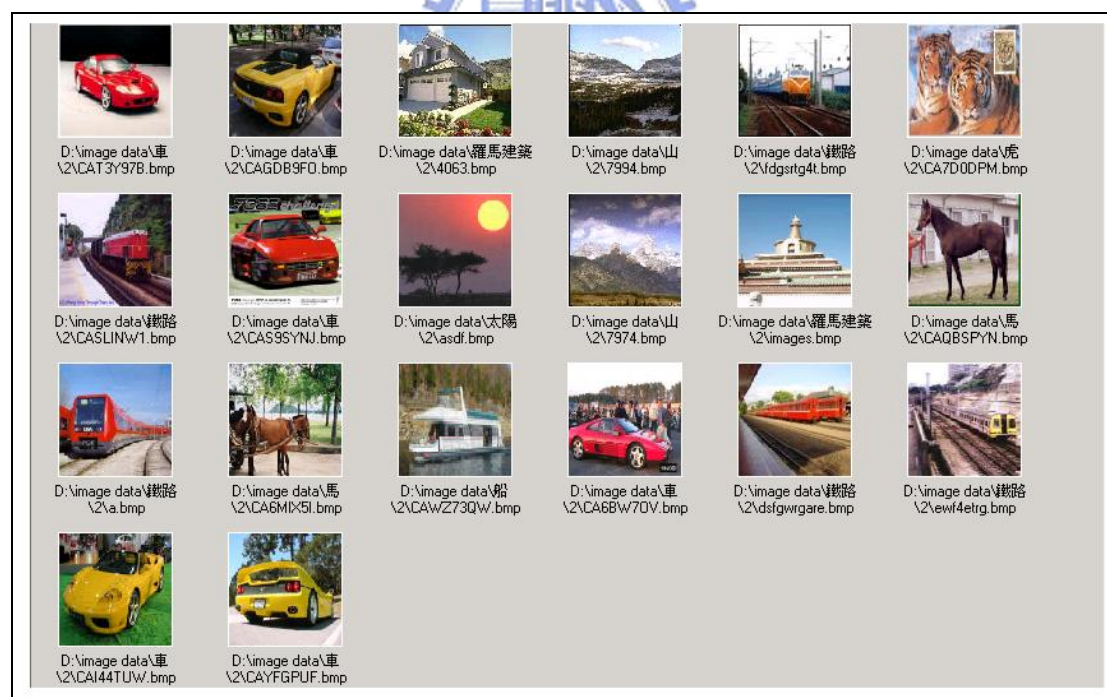 D:\image data\車
\2\CAT3Y97B.bmp
D:\image data\車
\2\CAGDB9FO.bmp
D:\image data\羅馬建築
\2\4063.bmp
D:\image data\山
\2\7994.bmp
D:\image data\鐵路
\2\fdgsrtg4t.bmp
D:\image data\虎
\2\CA7D0DPM.bmp
D:\image data\鐵路
\2\CASLINW1.bmp
D:\image data\車
\2\CAS9SYNJ.bmp
D:\image data\太陽
\2\asdf.bmp
D:\image data\山
\2\7974.bmp
D:\image data\羅馬建築
\2\images.bmp
D:\image data\馬
\2\CAQBSPYN.bmp
D:\image data\鐵路
\2\a.bmp
D:\image data\馬
\2\CA6MIX5I.bmp
D:\image data\船
\2\CAWZ73QW.bmp
D:\image data\車
\2\CA6BW7OV.bmp
D:\image data\鐵路
\2\dsfgwrgare.bmp
D:\image data\鐵路
\2\ewf4etrg.bmp
D:\image data\車
\2\CAI44TUW.bmp
D:\image data\車
\2\CAYFGPUF.bmp